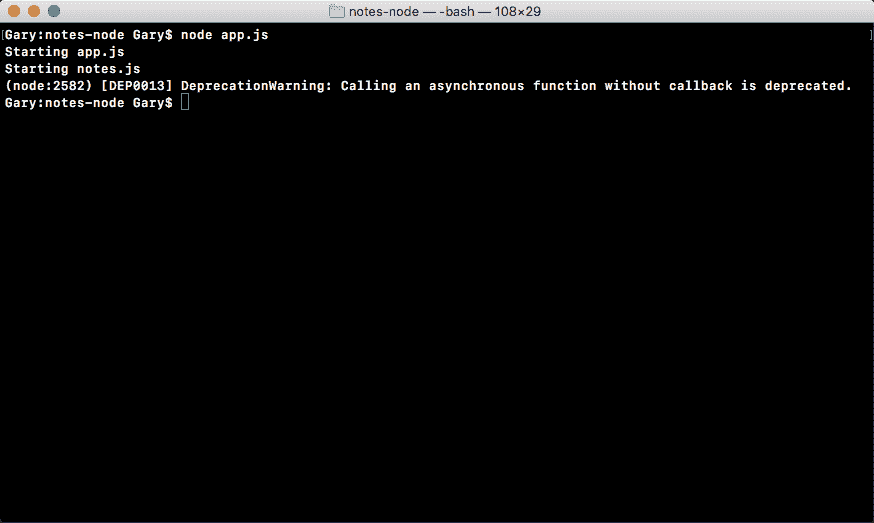 notes-node — -bash — 108×29
[Gary:notes-node Gary$ node app.js ]
Starting app.js
Starting notes.js
(node:2582) [DEP0013] DeprecationWarning: Calling an asynchronous function without callback is deprecated.
Gary:notes-node Gary$